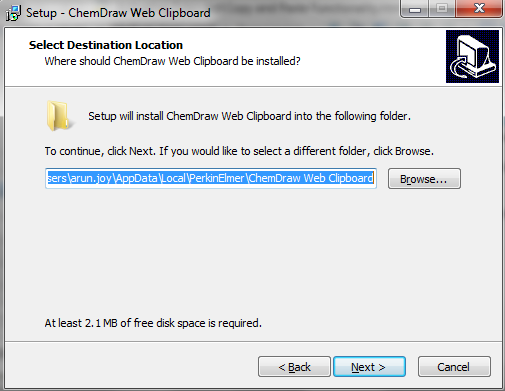 Setup - ChemDraw Web Clipboard
Select Destination Location
Where should ChemDraw Web Clipboard be installed?
Setup will install ChemDraw Web Clipboard into the following folder.
To continue, click Next. If you would like to select a different folder, click Browse.
sers\arun.joy\AppData\Local\PerkinElmer\ChemDraw Web Clipboard
Browse...
At least 2.1 MB of free disk space is required.
< Back
Next >
Cancel